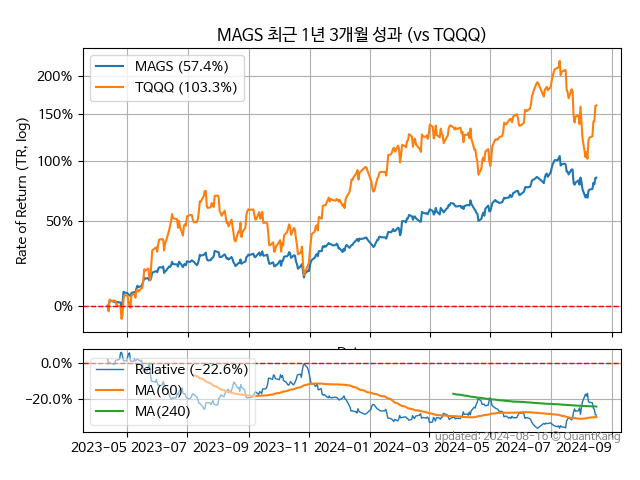 MAGS 최근 1년 3개월 성과 (vs TQQQ)
MAGS (57.4%)
TQQQ (103.3%)
Rate of Return (TR, log)
200%
150%
100%
50%
0%
Relative (−22.6%)
MA(60)
MA(240)
0.0%
−20.0%
updated: 2024-08-16 © QuantKang
2023-05
2023-07
2023-09
2023-11
2024-01
2024-03
2024-05
2024-07
2024-09